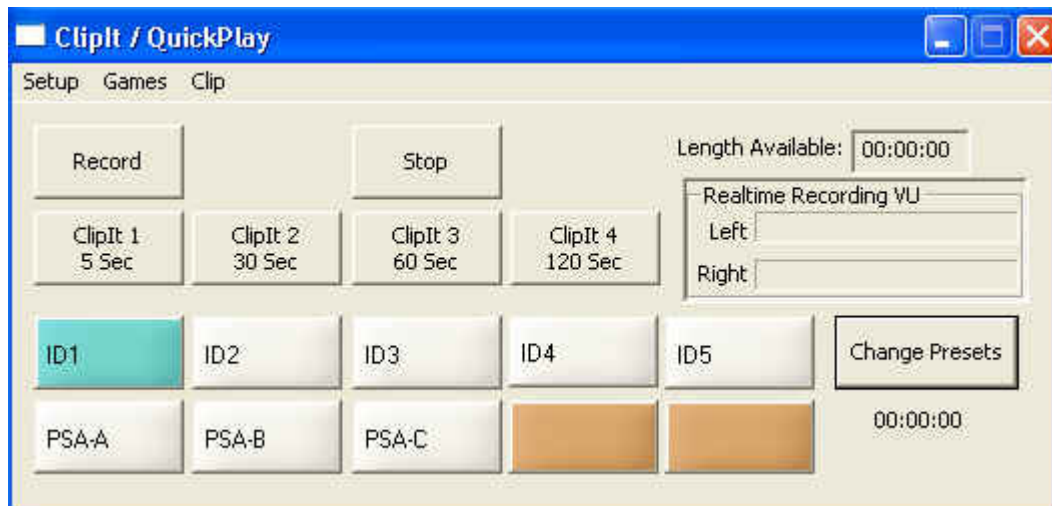 ClipIt / QuickPlay
Setup Games Clip
Record
Stop
Length Available: 00:00:00
Realtime Recording VU
Left
Right
ClipIt 1
5 Sec
ClipIt 2
30 Sec
ClipIt 3
60 Sec
ClipIt 4
120 Sec
ID1
ID2
ID3
ID4
ID5
Change Presets
PSA-A
PSA-B
PSA-C
00:00:00